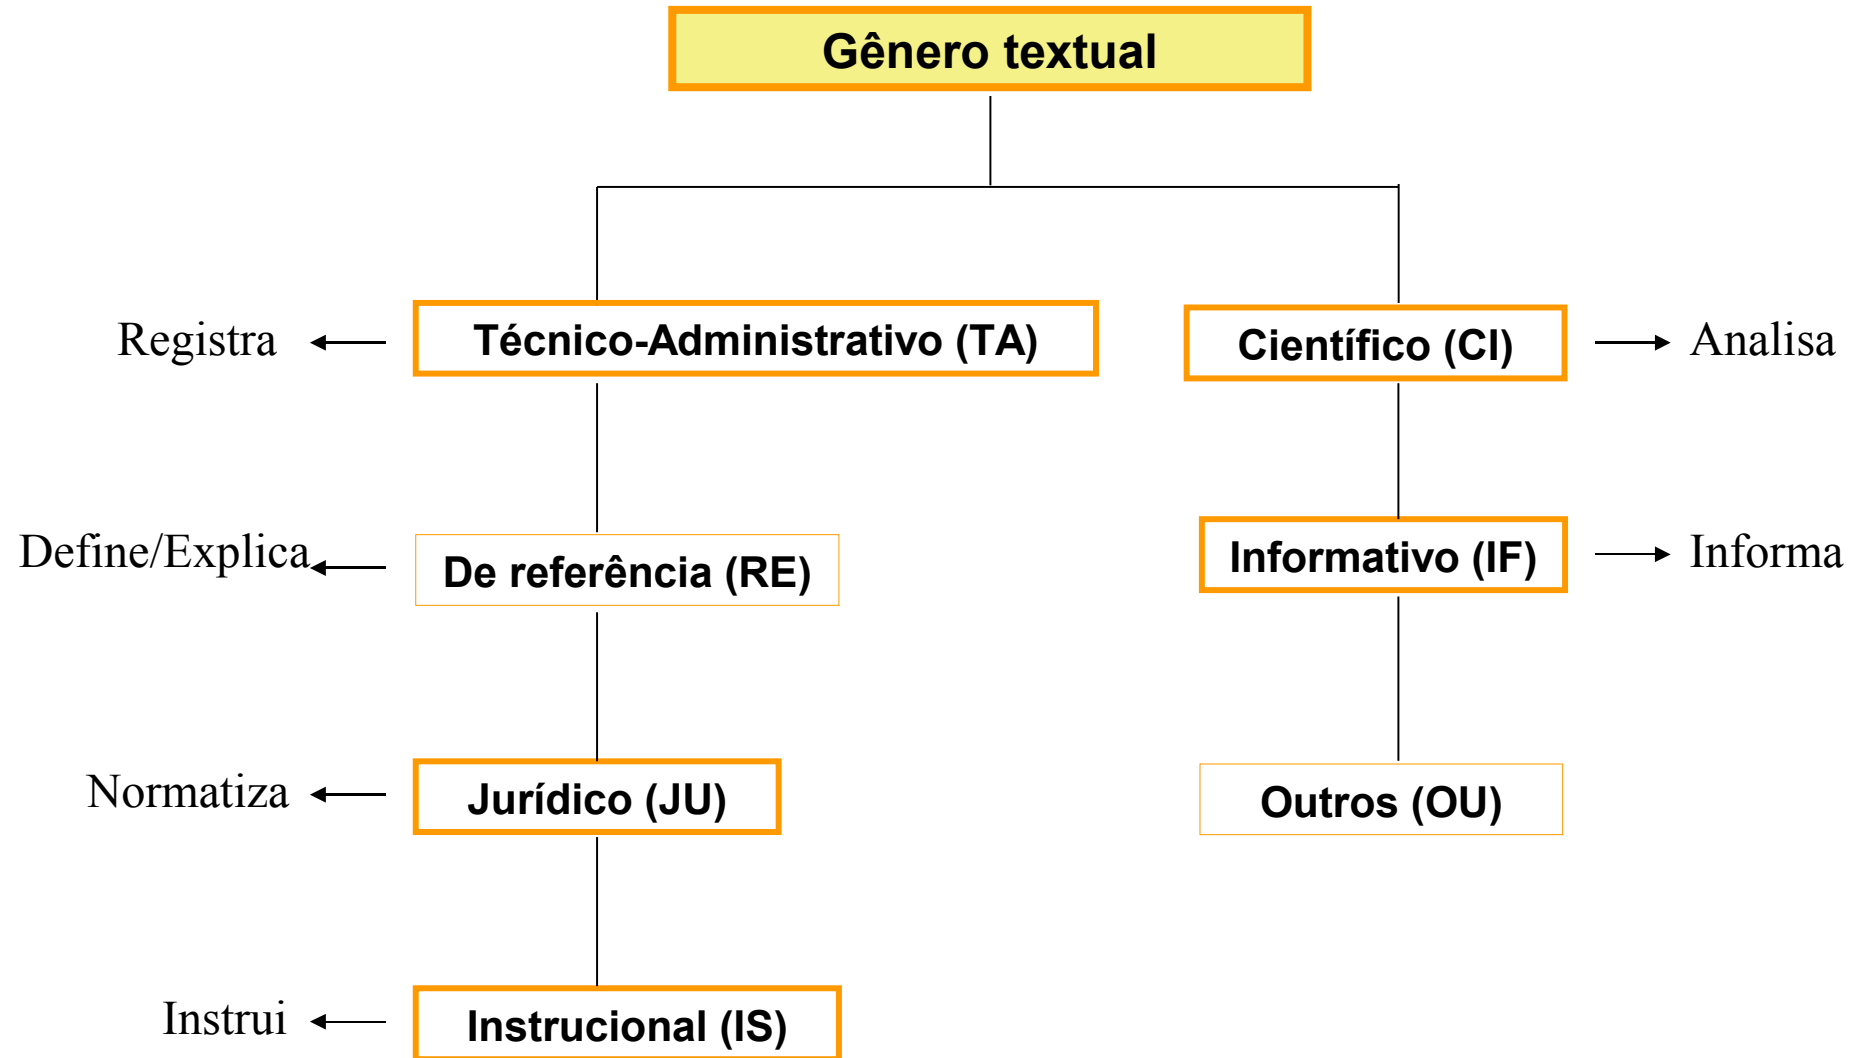 Gênero textual
Registra
Técnico-Administrativo (TA)
Científico (CI)
Analisa
Define/Explica
De referência (RE)
Informativo (IF)
Informa
Normatiza
Jurídico (JU)
Outros (OU)
Instrui
Instrucional (IS)